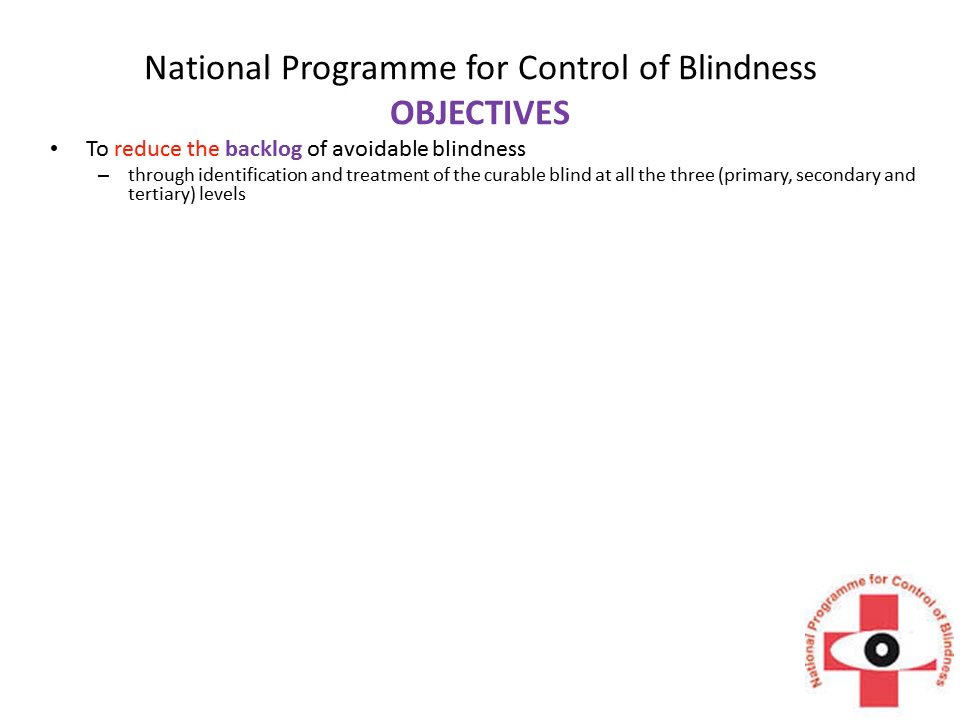 National Programme for Control of Blindness
OBJECTIVES
• To reduce the backlog of avoidable blindness
– through identification and treatment of the curable blind at all the three (primary, secondary and
tertiary) levels
National Programme for Control of Blindness